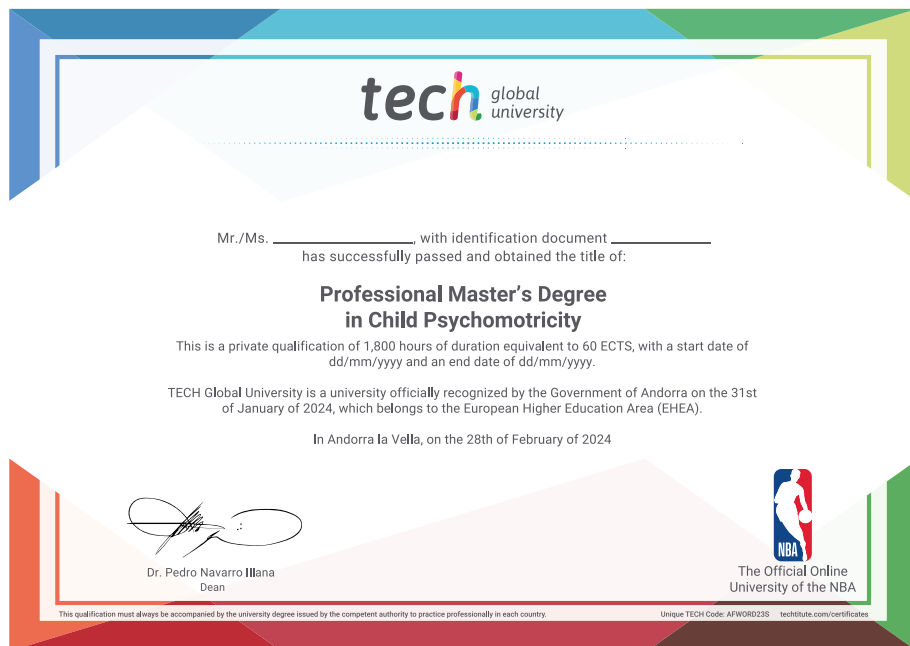 tech global university
Mr./Ms. ____________________, with identification document ______________
has successfully passed and obtained the title of:
Professional Master's Degree
in Child Psychomotricity
This is a private qualification of 1,800 hours of duration equivalent to 60 ECTS, with a start date of
dd/mm/yyyy and an end date of dd/mm/yyyy.
TECH Global University is a university officially recognized by the Government of Andorra on the 31st
of January of 2024, which belongs to the European Higher Education Area (EHEA).
In Andorra la Vella, on the 28th of February of 2024
Dr. Pedro Navarro Illana
Dean
NBA
The Official Online
University of the NBA
This qualification must always be accompanied by the university degree issued by the competent authority to practice professionally in each country.
Unique TECH Code: AFWORD23S techtitute.com/certificates